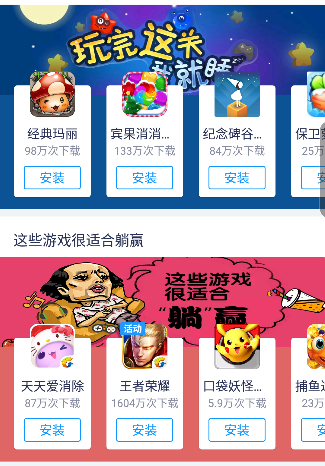 玩完这关
我就睡
经典玛丽
宾果消消...
纪念碑谷...
保卫
98万次下载
133万次下载
84万次下载
25万
安装
安装
安装
安
这些游戏很适合躺赢
这些游戏
很适合
"躺"赢
活动
天天爱消除
王者荣耀
口袋妖怪...
捕鱼
87万次下载
1604万次下载
5.9万次下载
23万
安装
安装
安装
安